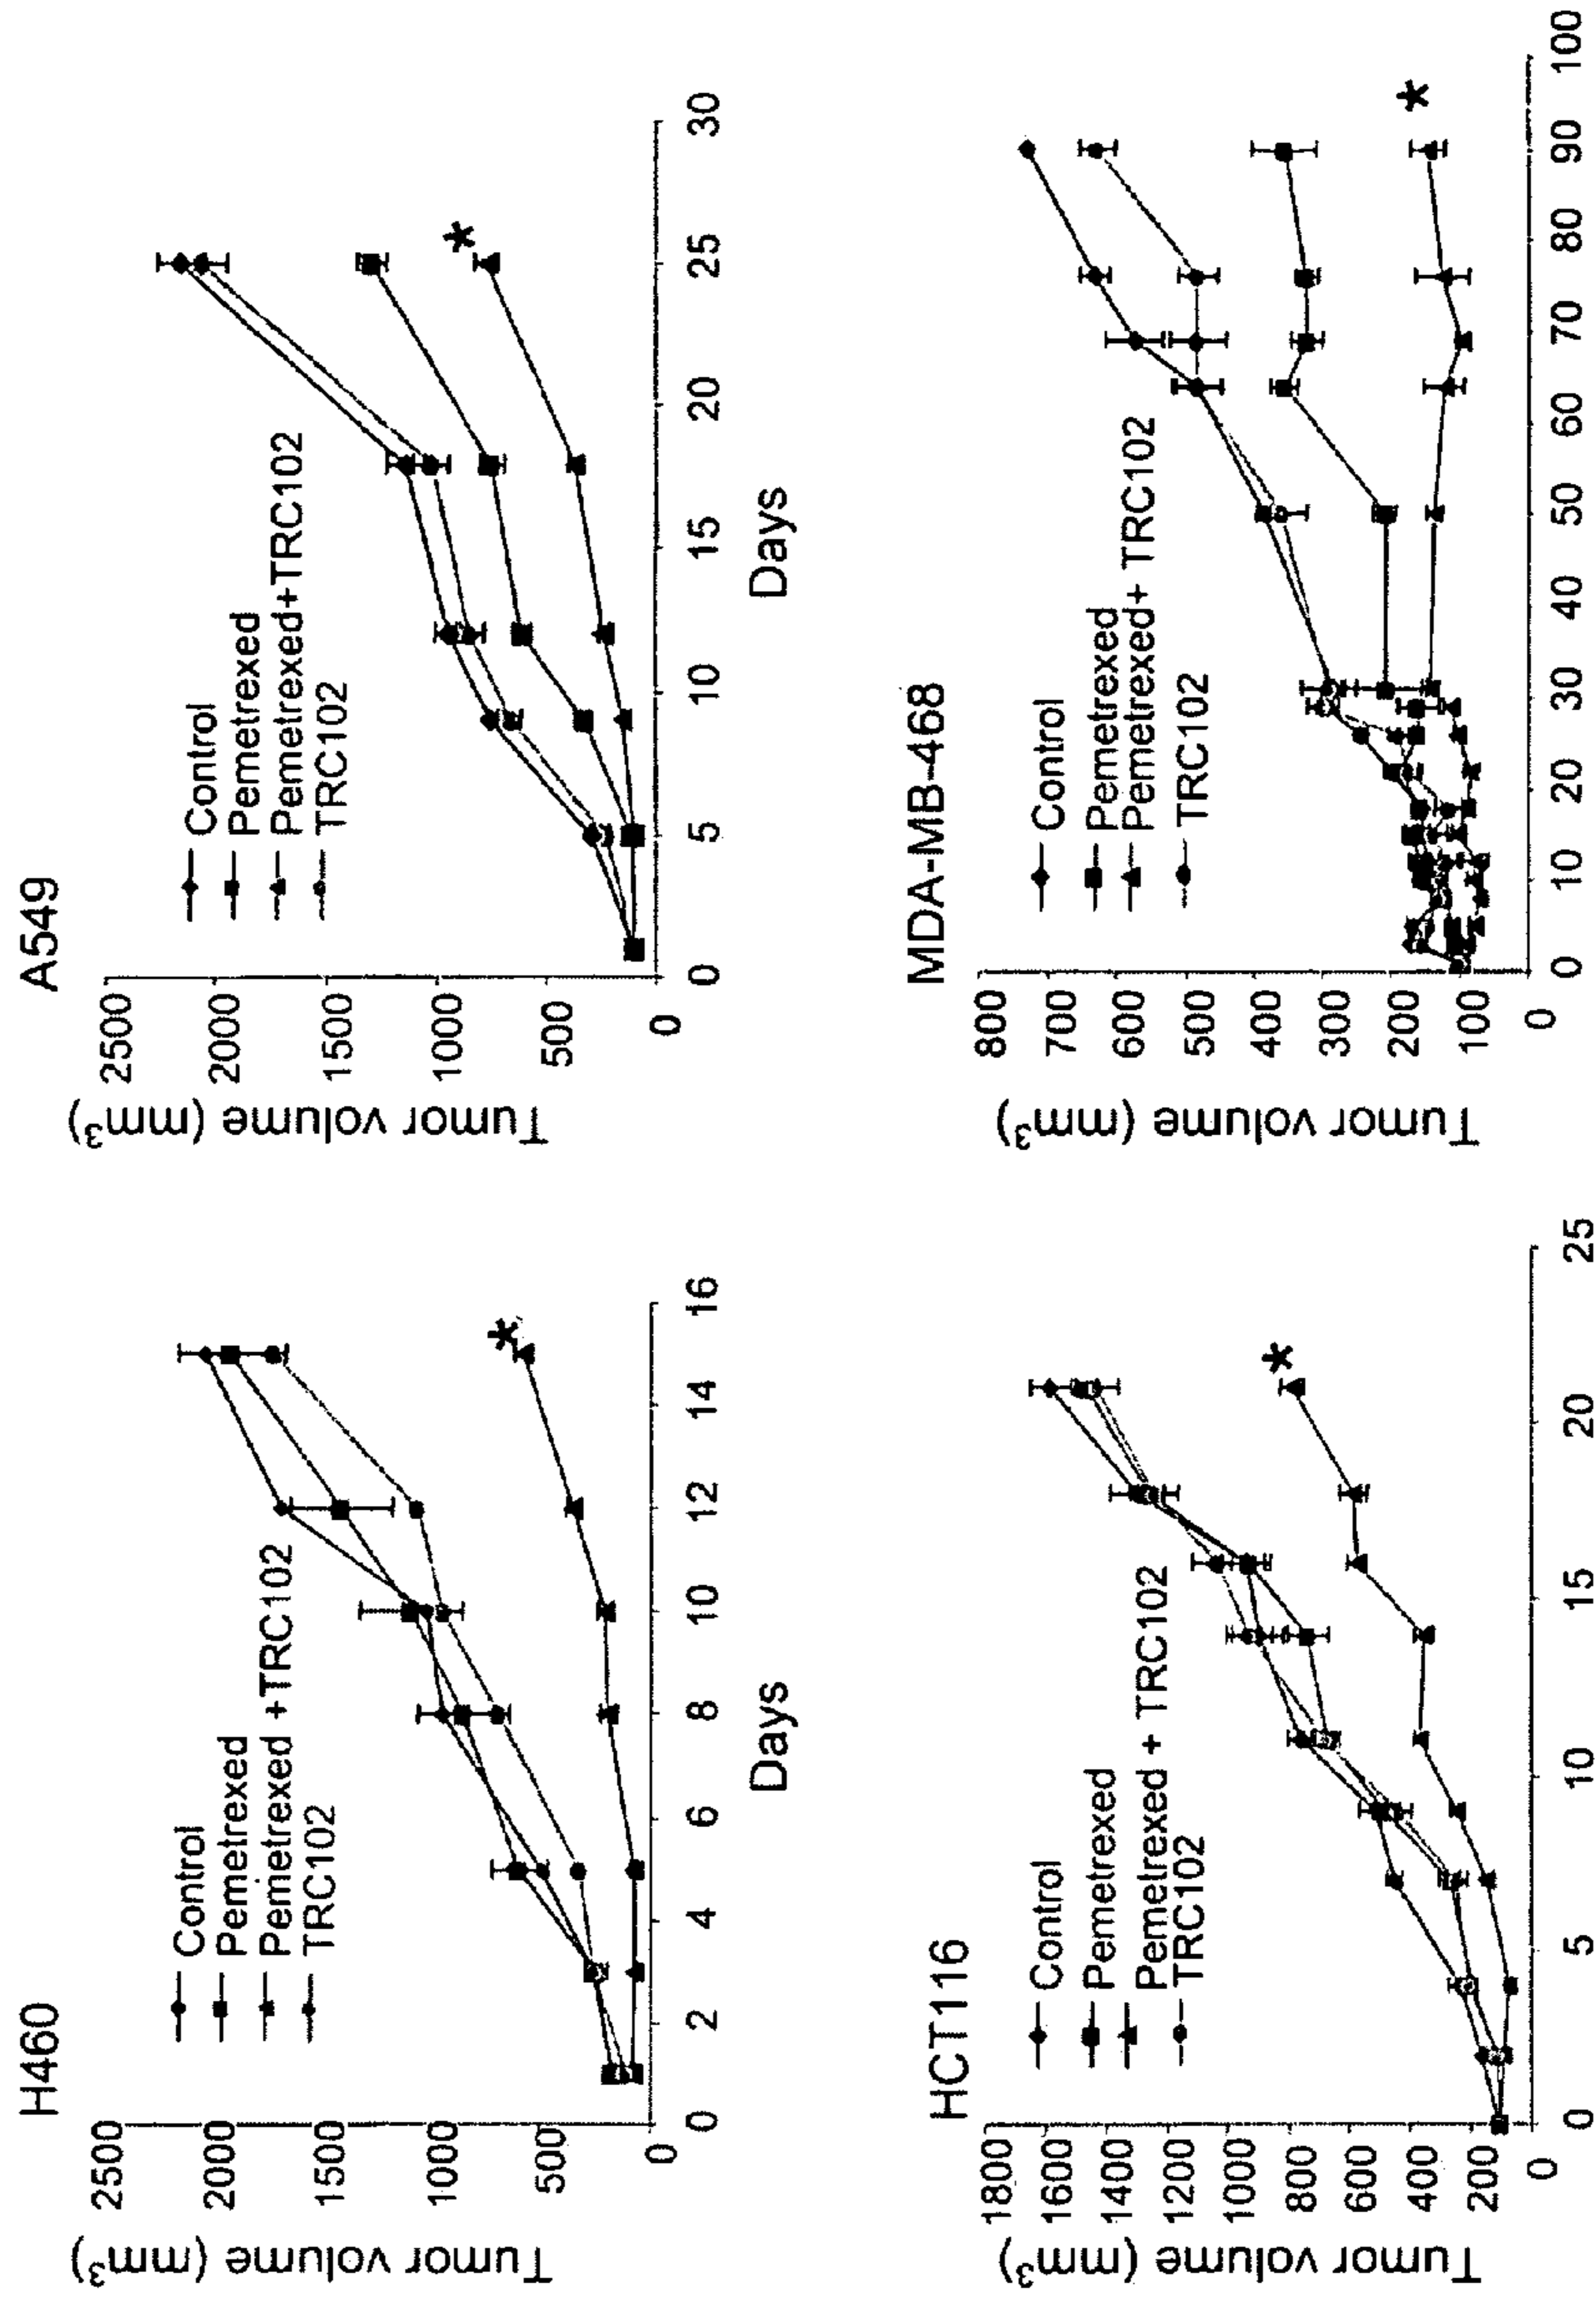 H460
Tumor volume (mm³)
2500
2000
1500
1000
500
0
Control
Pemetrexed
Pemetrexed +TRC102
TRC102
*
0 2 4 6 8 10 12 14 16
Days
A549
Tumor volume (mm³)
2500
2000
1500
1000
500
0
Control
Pemetrexed
Pemetrexed+TRC102
TRC102
*
0 5 10 15 20 25 30
Days
HCT116
Tumor volume (mm³)
1800
1600
1400
1200
1000
800
600
400
200
0
Control
Pemetrexed
Pemetrexed + TRC102
TRC102
*
0 5 10 15 20 25
MDA-MB-468
Tumor volume (mm³)
800
700
600
500
400
300
200
100
0
Control
Pemetrexed
Pemetrexed+ TRC102
TRC102
*
0 10 20 30 40 50 60 70 80 90 100